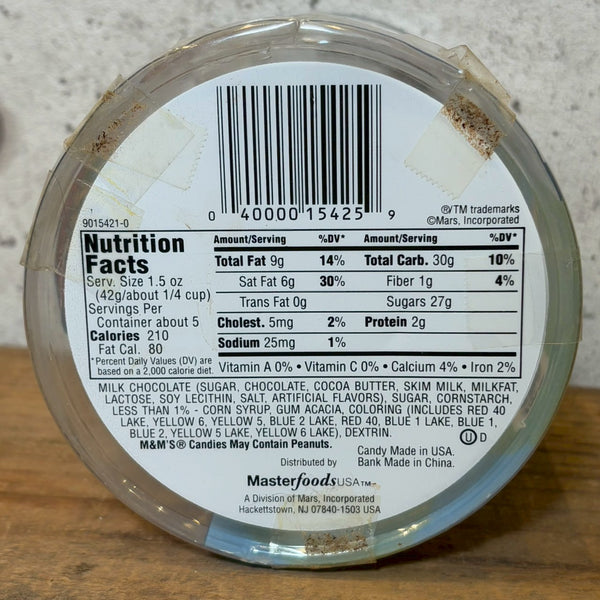 0 40000 15425 9
®/TM trademarks
©Mars, Incorporated
9015421-0
Nutrition
Facts
Serv. Size 1.5 oz
(42g/about 1/4 cup)
Servings Per
Container about 5
Calories 210
Fat Cal. 80
*Percent Daily Values (DV) are
based on a 2,000 calorie diet.
Amount/Serving %DV* Amount/Serving %DV*
Total Fat 9g 14% Total Carb. 30g 10%
Sat Fat 6g 30% Fiber 1g 4%
Trans Fat 0g Sugars 27g
Cholest. 5mg 2% Protein 2g
Sodium 25mg 1%
Vitamin A 0% • Vitamin C 0% • Calcium 4% • Iron 2%
MILK CHOCOLATE (SUGAR, CHOCOLATE, COCOA BUTTER, SKIM MILK, MILKFAT,
LACTOSE, SOY LECITHIN, SALT, ARTIFICIAL FLAVORS), SUGAR, CORNSTARCH,
LESS THAN 1% - CORN SYRUP, GUM ACACIA, COLORING (INCLUDES RED 40
LAKE, YELLOW 6, YELLOW 5, BLUE 2 LAKE, RED 40, BLUE 1 LAKE, BLUE 1,
BLUE 2, YELLOW 5 LAKE, YELLOW 6 LAKE), DEXTRIN.
M&M'S® Candies May Contain Peanuts.
U D
Candy Made in USA.
Bank Made in China.
Distributed by
MasterfoodsUSA™
A Division of Mars, Incorporated
Hackettstown, NJ 07840-1503 USA